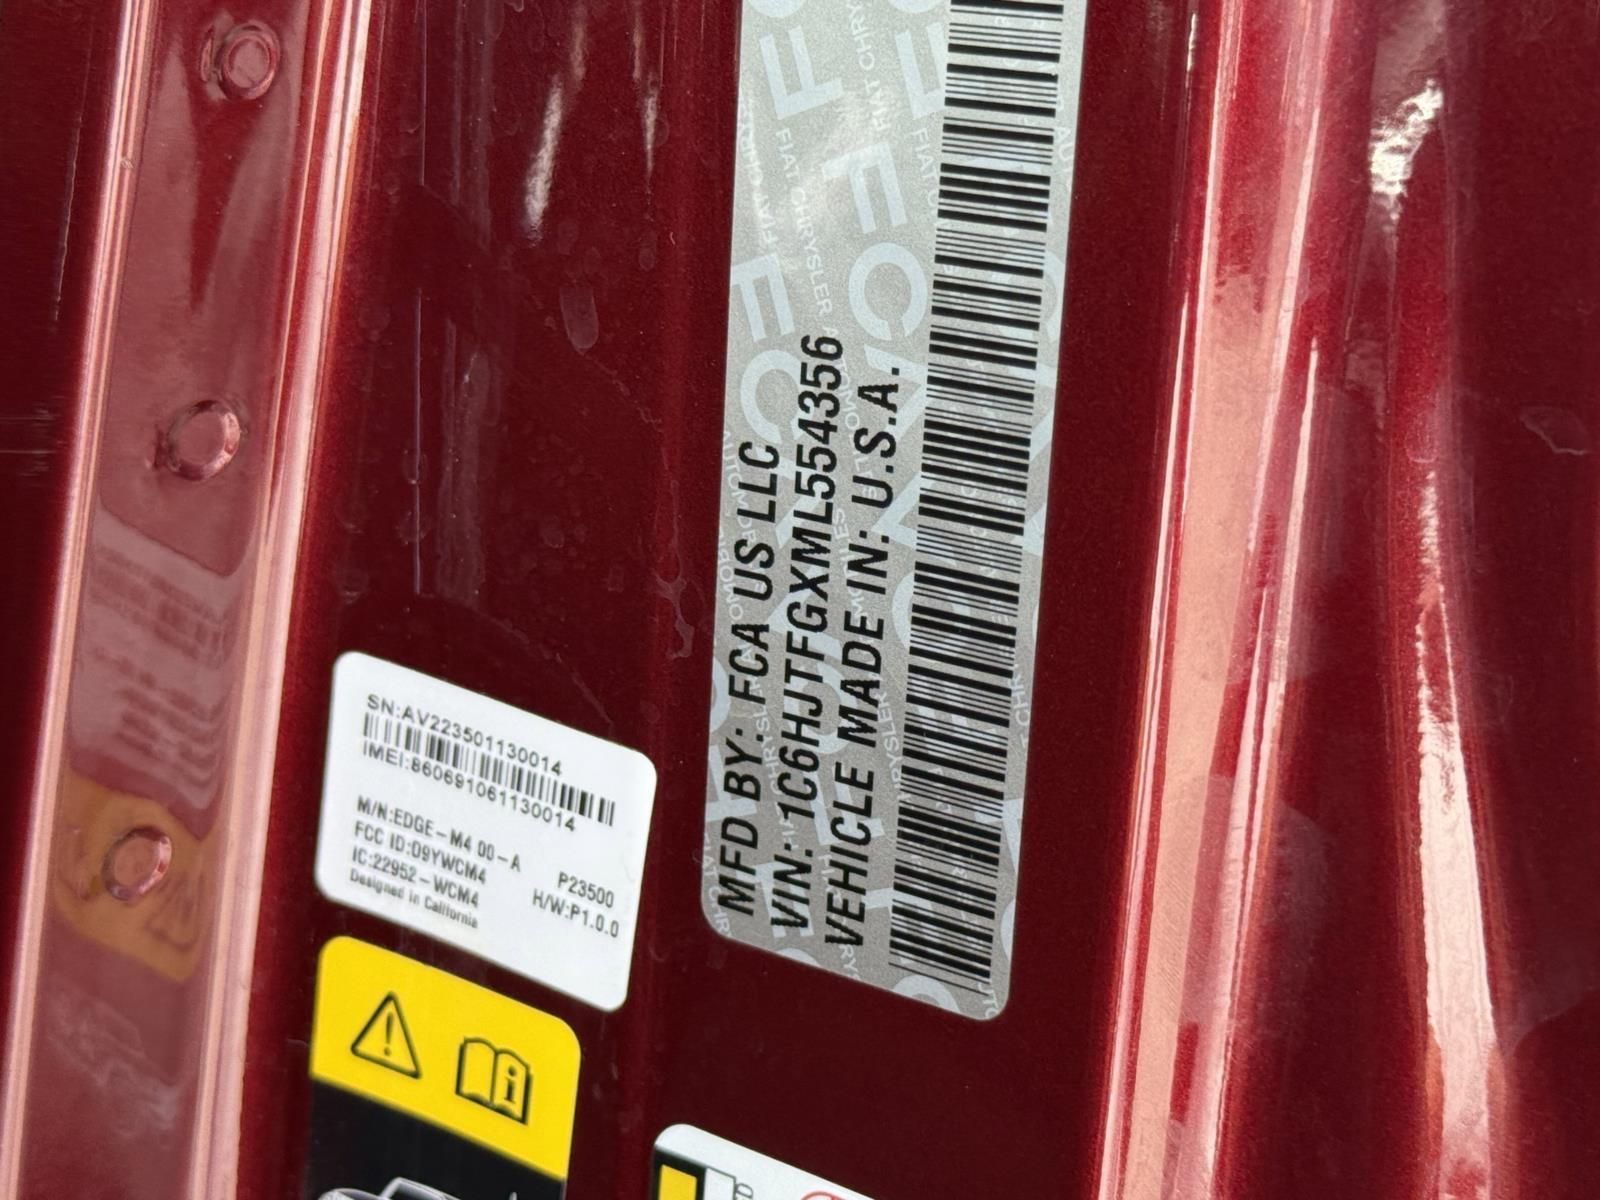 MFD BY: FCA US LLC
VIN: 1C6HJTFGXML554356
VEHICLE MADE IN: U.S.A.
SN:AV223501130014
IMEI:860691061130014
M/N:EDGE-M4 00-A
FCC ID:O9YWCM4
P23500
IC:22952-WCM4
H/W:P1.0.0
Designed in California